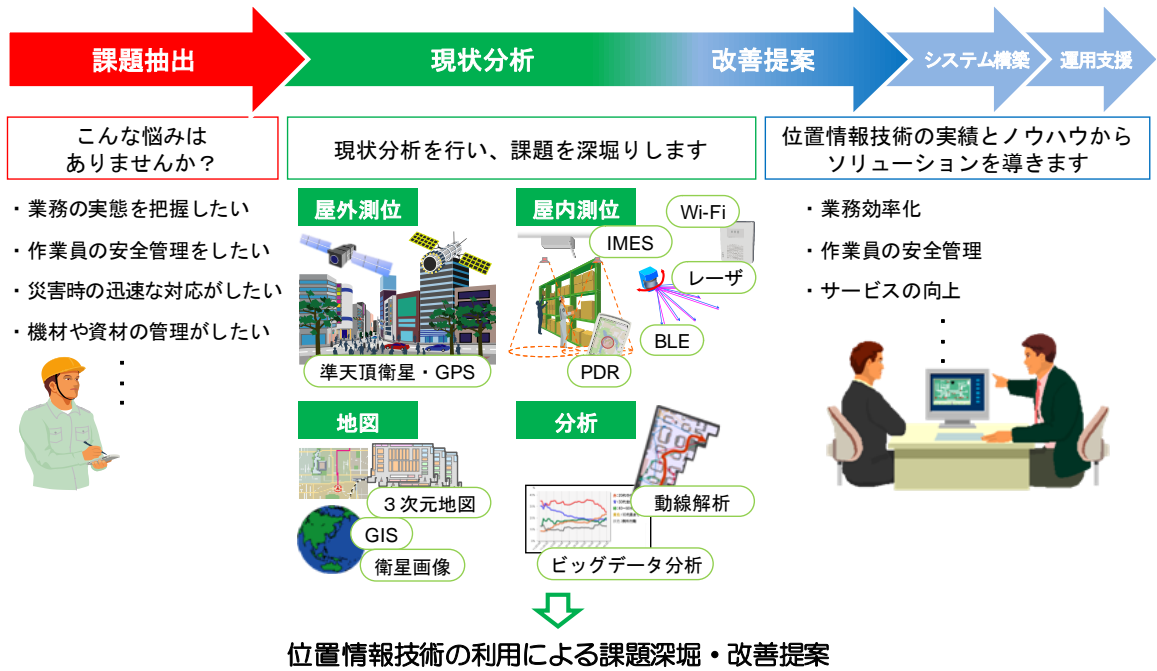 課題抽出
現状分析
改善提案
システム構築
運用支援
こんな悩みは
ありませんか？
・業務の実態を把握したい
・作業員の安全管理をしたい
・災害時の迅速な対応がしたい
・機材や資材の管理がしたい
・
・
・
現状分析を行い、課題を深堀りします
屋外測位
準天頂衛星・GPS
屋内測位
Wi-Fi
IMES
レーザ
BLE
PDR
地図
３次元地図
GIS
衛星画像
分析
動線解析
ビッグデータ分析
位置情報技術の実績とノウハウから
ソリューションを導きます
・業務効率化
・作業員の安全管理
・サービスの向上
・
・
・
位置情報技術の利用による課題深堀・改善提案